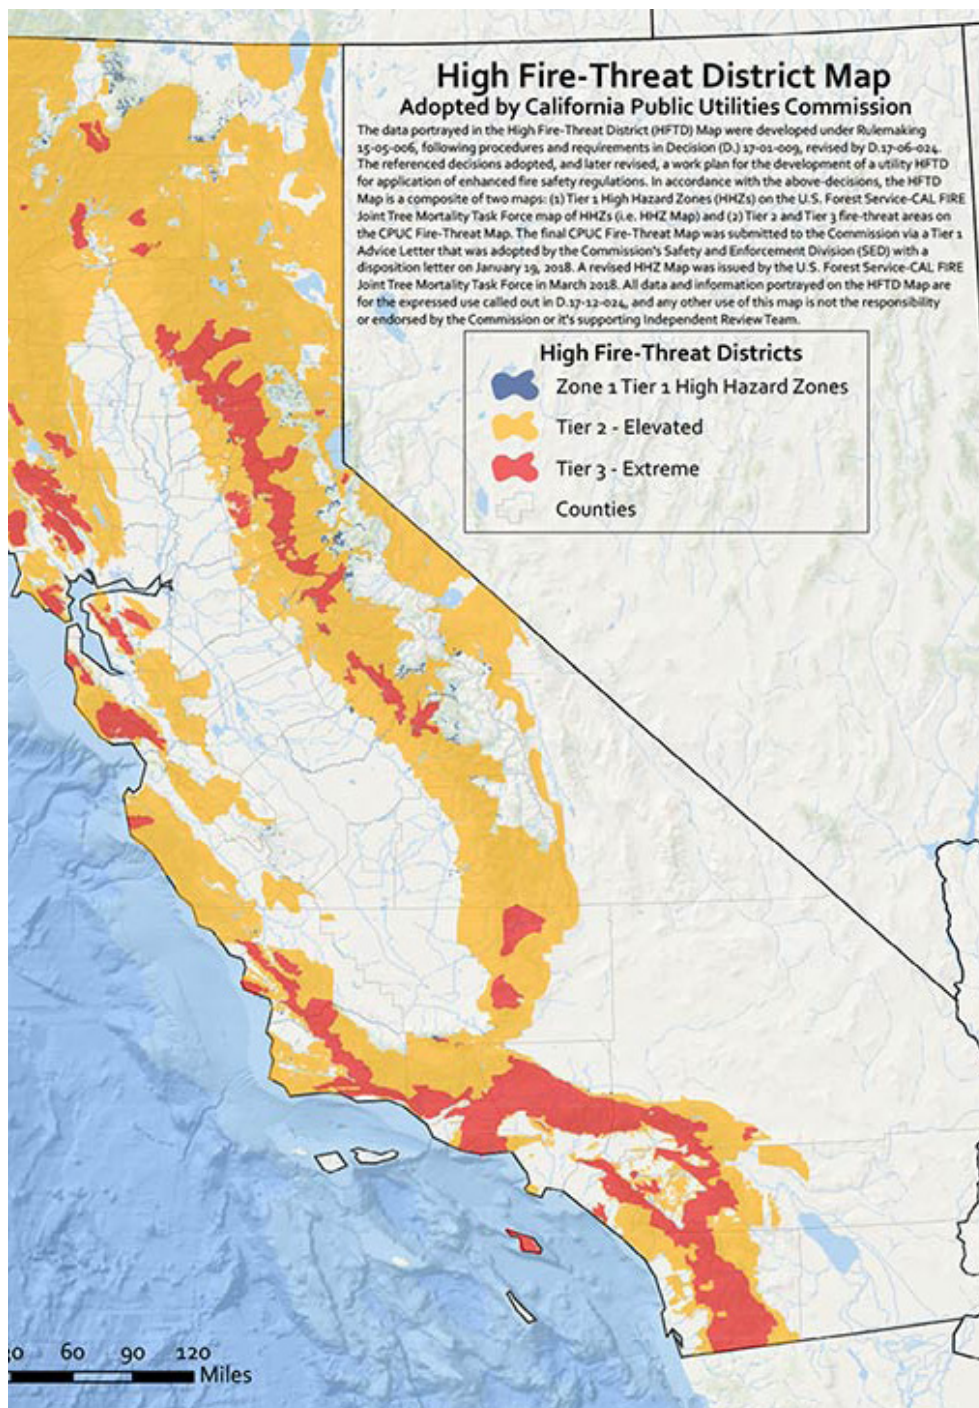 High Fire-Threat District Map
Adopted by California Public Utilities Commission
The data portrayed in the High Fire-Threat District (HFTD) Map were developed under Rulemaking
15-05-006, following procedures and requirements in Decision (D.) 17-01-009, revised by D.17-06-024.
The referenced decisions adopted, and later revised, a work plan for the development of a utility HFTD
for application of enhanced fire safety regulations. In accordance with the above-decisions, the HFTD
Map is a composite of two maps: (1) Tier 1 High Hazard Zones (HHZs) on the U.S. Forest Service-CAL FIRE
Joint Tree Mortality Task Force map of HHZs (i.e. HHZ Map) and (2) Tier 2 and Tier 3 fire-threat areas on
the CPUC Fire-Threat Map. The final CPUC Fire-Threat Map was submitted to the Commission via a Tier 1
Advice Letter that was adopted by the Commission's Safety and Enforcement Division (SED) with a
disposition letter on January 19, 2018. A revised HHZ Map was issued by the U.S. Forest Service-CAL FIRE
Joint Tree Mortality Task Force in March 2018. All data and information portrayed on the HFTD Map are
for the expressed use called out in D.17-12-024, and any other use of this map is not the responsibility
or endorsed by the Commission or it's supporting Independent Review Team.
High Fire-Threat Districts
Zone 1 Tier 1 High Hazard Zones
Tier 2 - Elevated
Tier 3 - Extreme
Counties
60 90 120
Miles